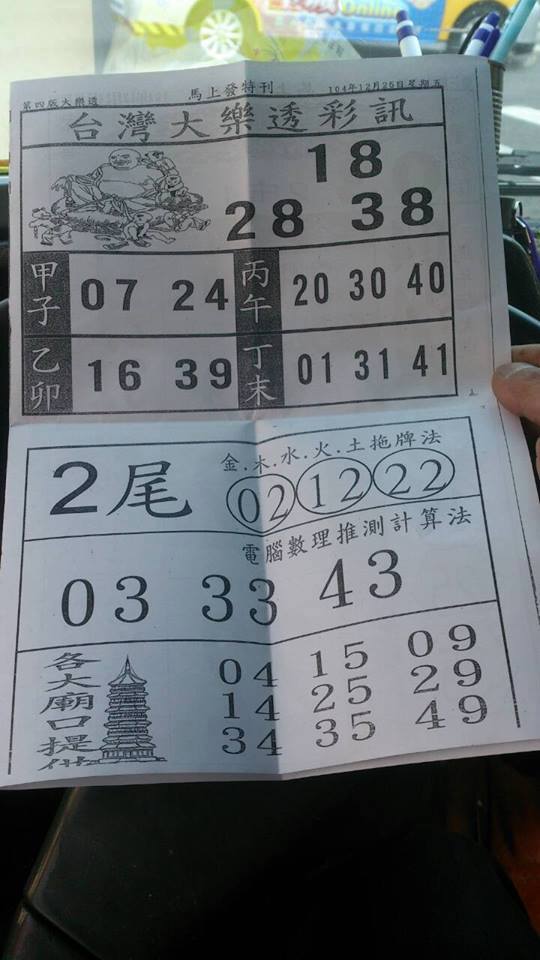 Online
第四版大樂透 馬上發特刊 104年12月25日星期五
台灣大樂透彩訊
18
28 38
甲子 07 24 丙午 20 30 40
乙卯 16 39 丁未 01 31 41
金.木.水.火.土拖牌法
2尾 02 12 22
電腦數理推測計算法
03 33 43
各大廟口提供
04 15 09
14 25 29
34 35 49